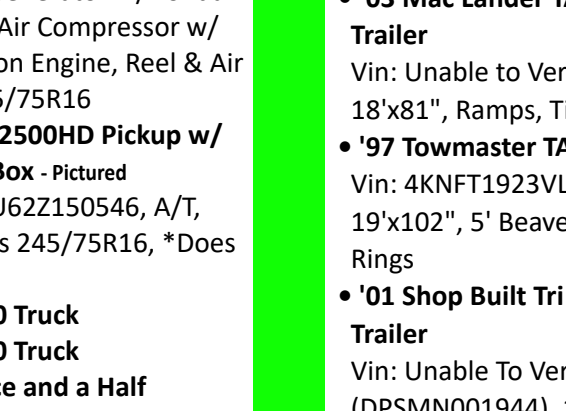 Air Compressor w/
on Engine, Reel & Air
/75R16
2500HD Pickup w/
Box - Pictured
J62Z150546, A/T,
s 245/75R16, *Does
0 Truck
0 Truck
ce and a Half
Trailer
Vin: Unable to Ver
18'x81", Ramps, Ti
• '97 Towmaster TA
Vin: 4KNFT1923VL
19'x102", 5' Beave
Rings
• '01 Shop Built Tri
Trailer
Vin: Unable To Ver
(DPSMN001944)